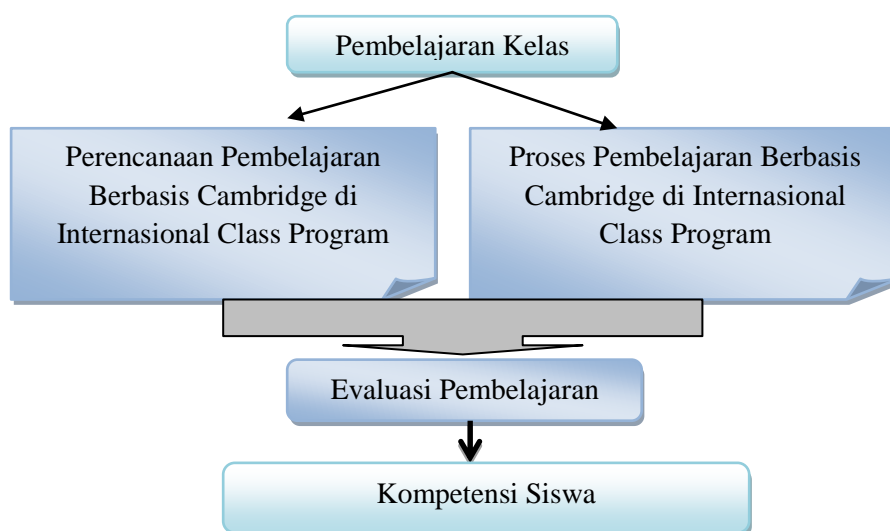 Pembelajaran Kelas
Perencanaan Pembelajaran
Berbasis Cambridge di
Internasional Class Program
Proses Pembelajaran Berbasis
Cambridge di Internasional
Class Program
Evaluasi Pembelajaran
Kompetensi Siswa